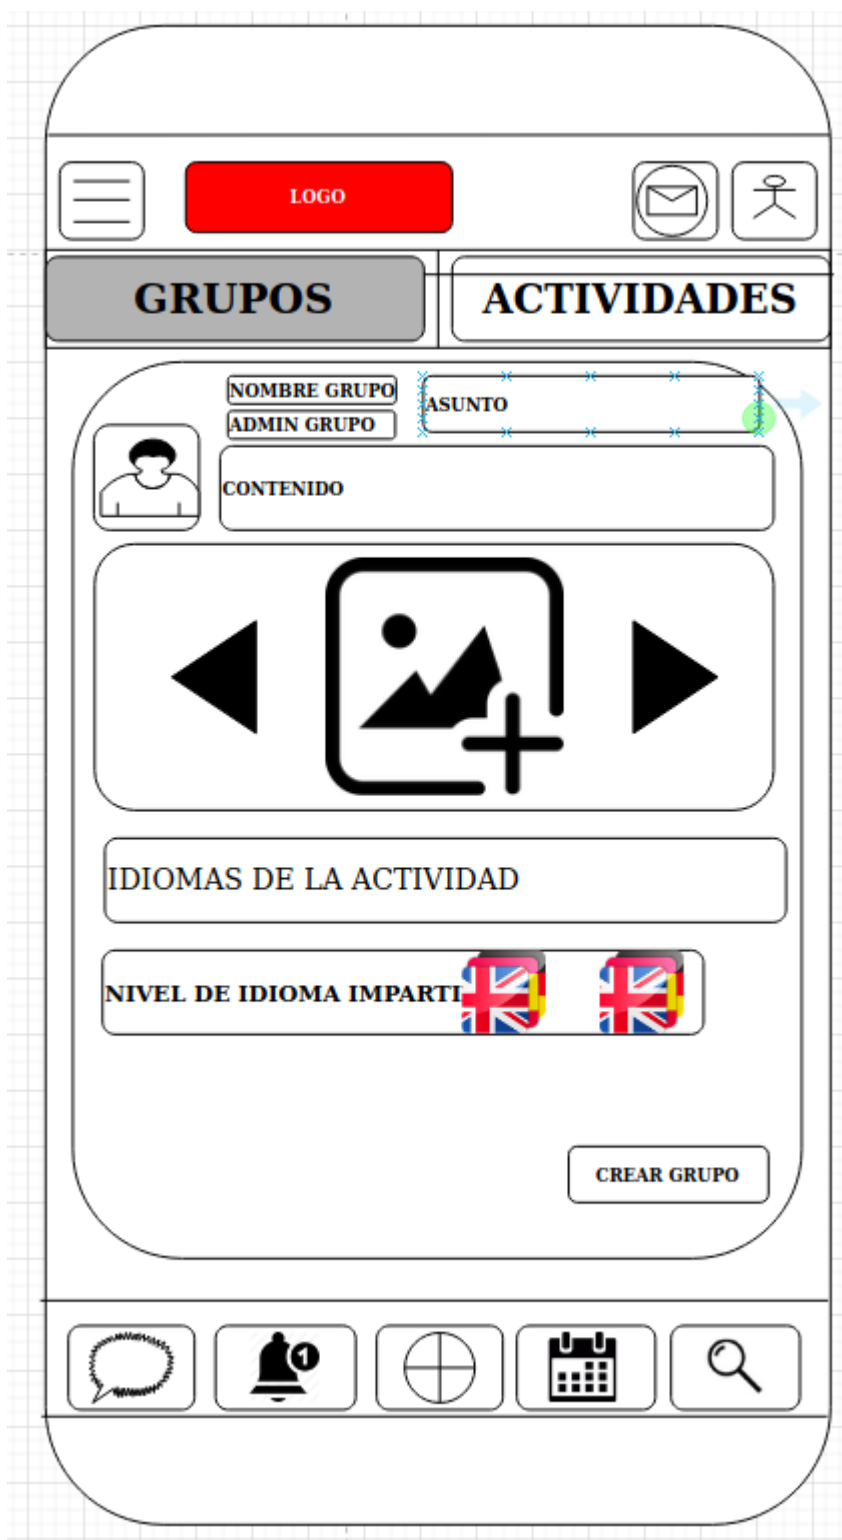 LOGO
GRUPOS
ACTIVIDADES
NOMBRE GRUPO
ASUNTO
ADMIN GRUPO
CONTENIDO
IDIOMAS DE LA ACTIVIDAD
NIVEL DE IDIOMA IMPARTI
CREAR GRUPO
1